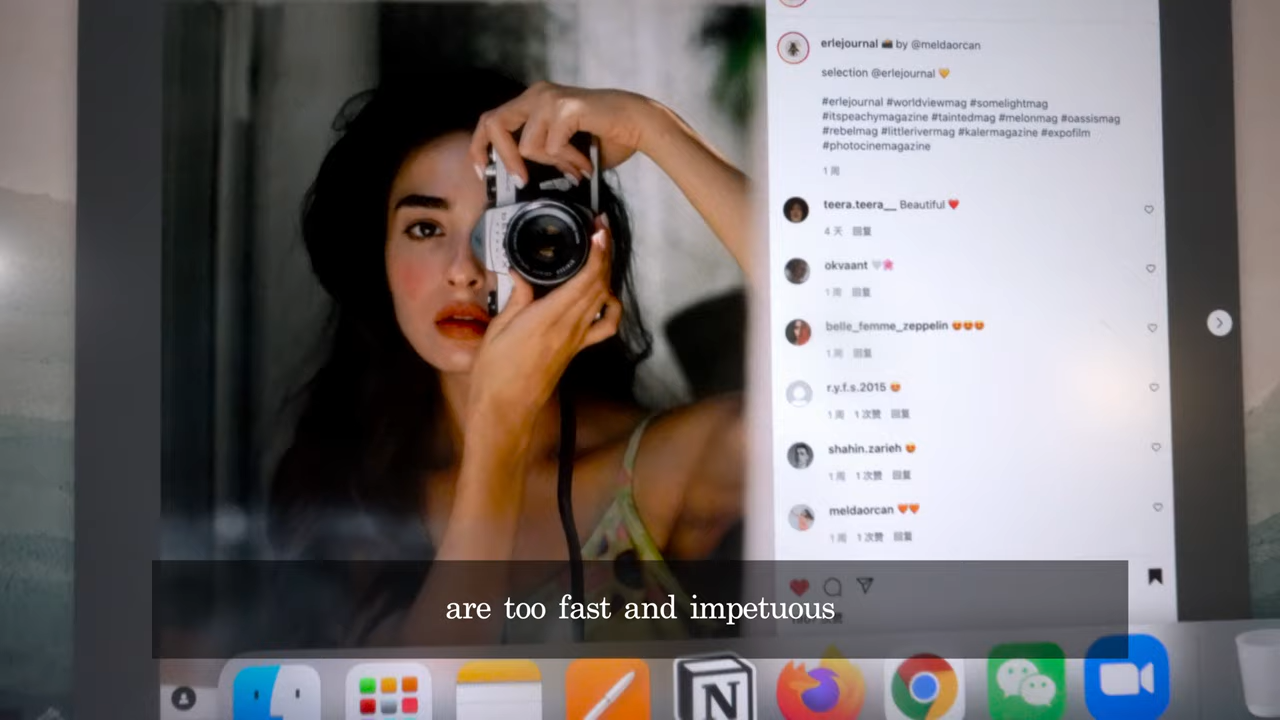 erlejournal 📷 by @meldaorcan
selection @erlejournal 💛
#erlejournal #worldviewmag #somelightmag
#itspeachymagazine #taintedmag #melonmag #oassismag
#rebelmag #littlerivermag #kalermagazine #expofilm
#photocinemagazine
1 周
teera.teera__ Beautiful ❤️
4 天 回复
okvaant 🤍🌺
1 周 回复
belle_femme_zeppelin 😍😍😍
1 周 回复
r.y.f.s.2015 😍
1 周 1 次赞 回复
shahin.zarieh 😍
1 周 1 次赞 回复
meldaorcan 🧡🧡
1 周 1 次赞 回复
are too fast and impetuous
N